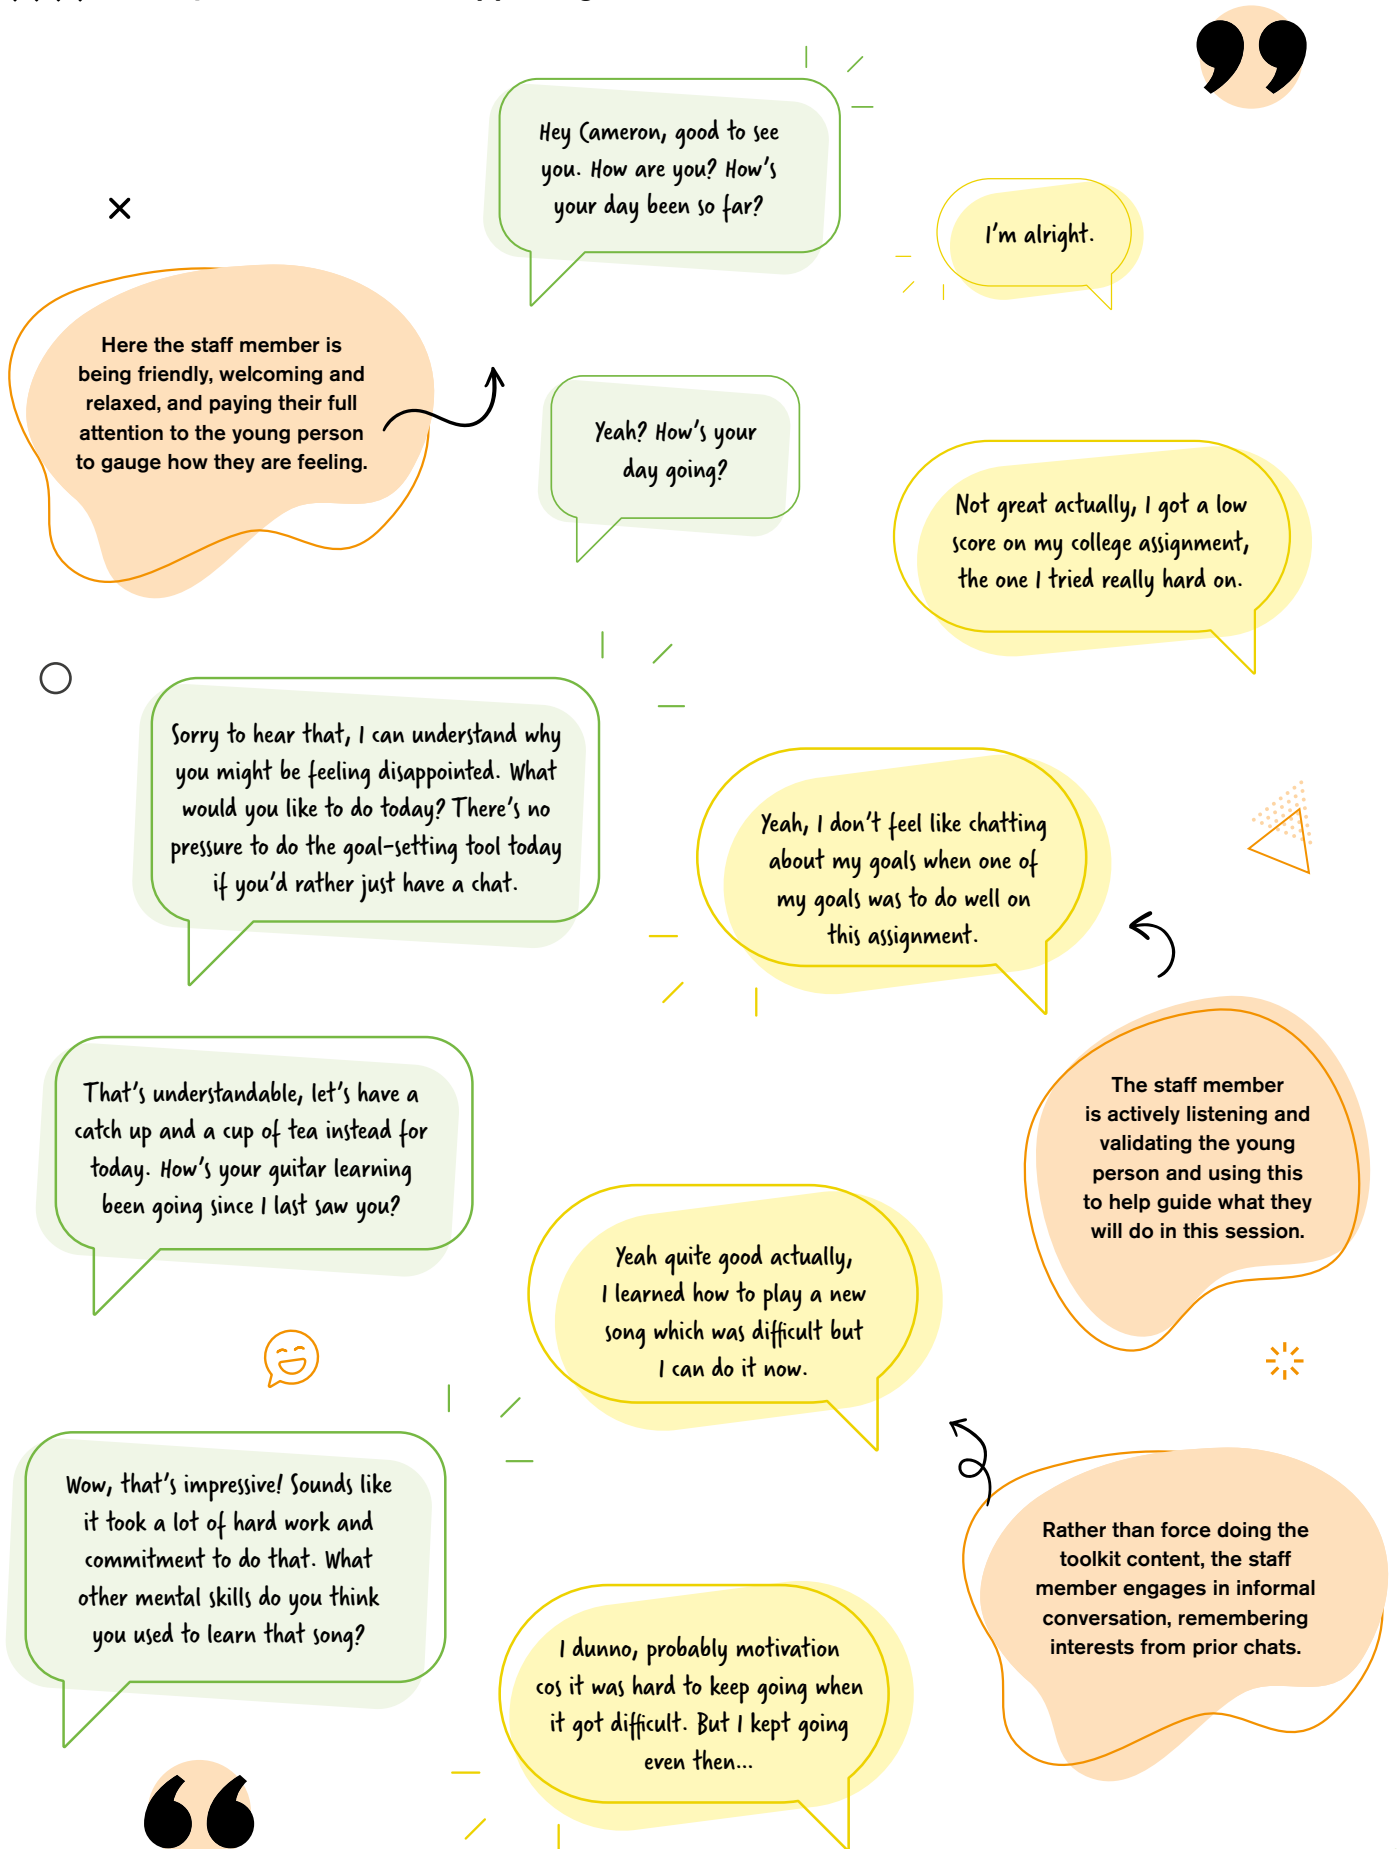 Hey Cameron, good to see
you. How are you? How's
your day been so far?
I'm alright.
Here the staff member is
being friendly, welcoming and
relaxed, and paying their full
attention to the young person
to gauge how they are feeling.
Yeah? How's your
day going?
Not great actually, I got a low
score on my college assignment,
the one I tried really hard on.
Sorry to hear that, I can understand why
you might be feeling disappointed. What
would you like to do today? There's no
pressure to do the goal-setting tool today
if you'd rather just have a chat.
Yeah, I don't feel like chatting
about my goals when one of
my goals was to do well on
this assignment.
The staff member
is actively listening and
validating the young
person and using this
to help guide what they
will do in this session.
That's understandable, let's have a
catch up and a cup of tea instead for
today. How's your guitar learning
been going since I last saw you?
Yeah quite good actually,
I learned how to play a new
song which was difficult but
I can do it now.
Rather than force doing the
toolkit content, the staff
member engages in informal
conversation, remembering
interests from prior chats.
Wow, that's impressive! Sounds like
it took a lot of hard work and
commitment to do that. What
other mental skills do you think
you used to learn that song?
I dunno, probably motivation
cos it was hard to keep going when
it got difficult. But I kept going
even then...